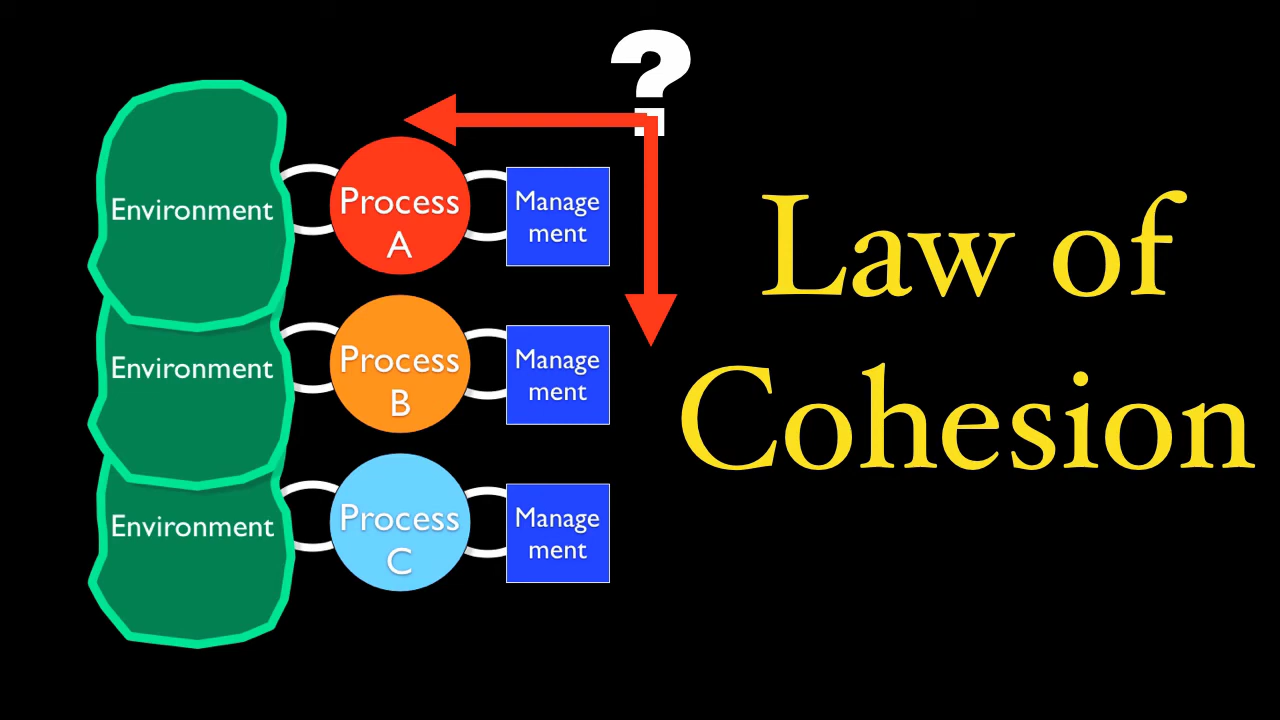 ?
Environment
Process
A
Manage
ment
Environment
Process
B
Manage
ment
Environment
Process
C
Manage
ment
Law of
Cohesion